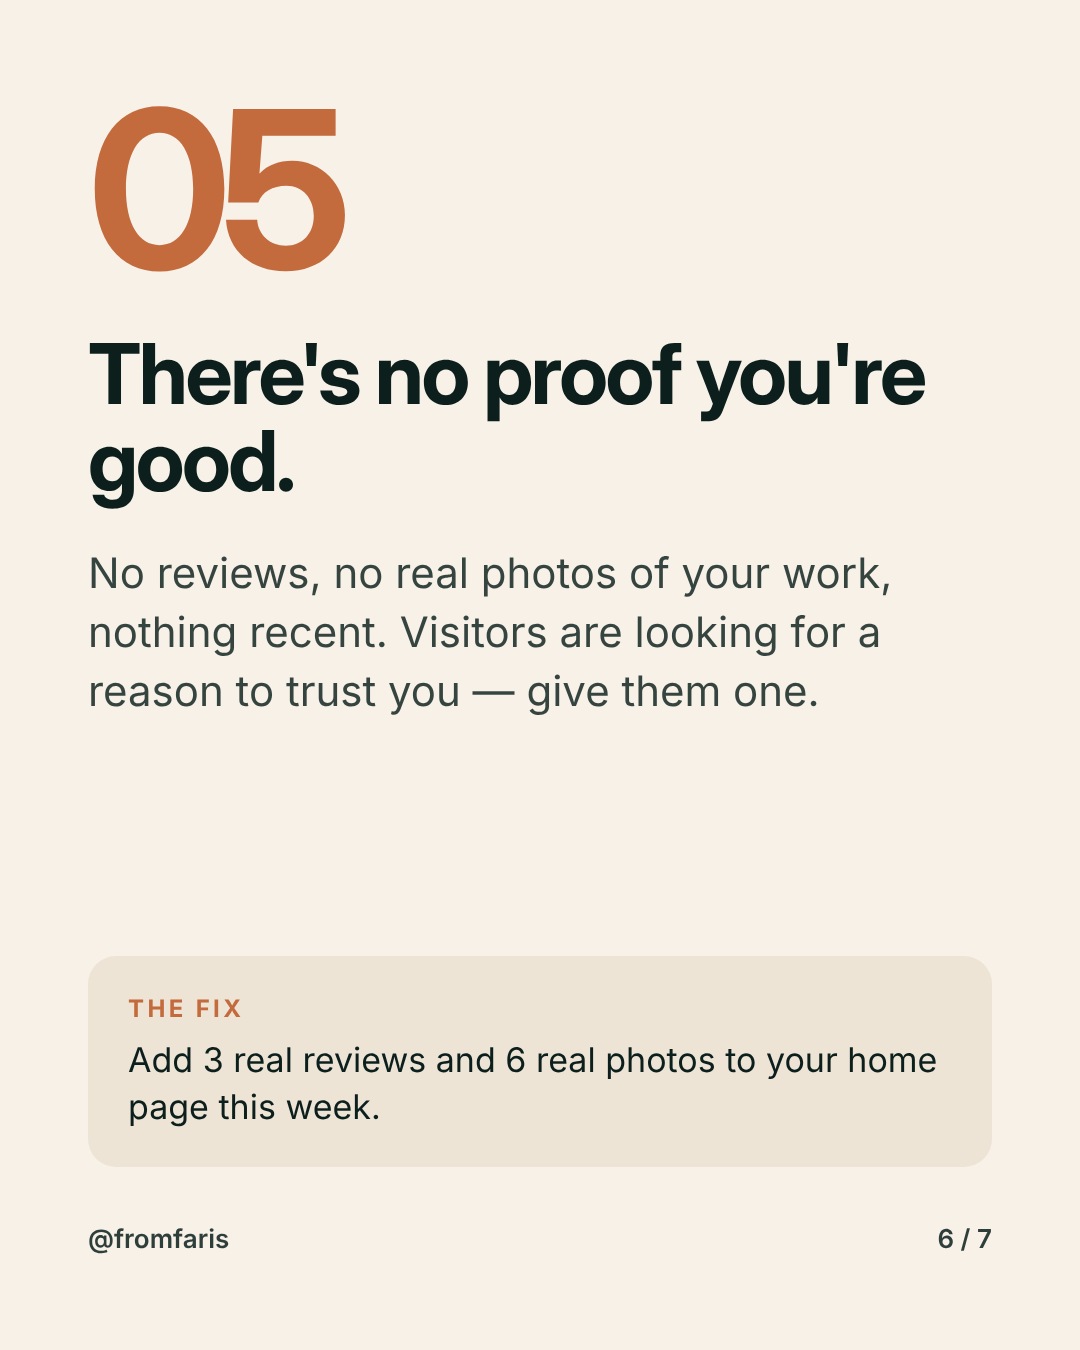 05
There's no proof you're
good.
No reviews, no real photos of your work,
nothing recent. Visitors are looking for a
reason to trust you — give them one.
THE FIX
Add 3 real reviews and 6 real photos to your home
page this week.
@fromfaris
6 / 7